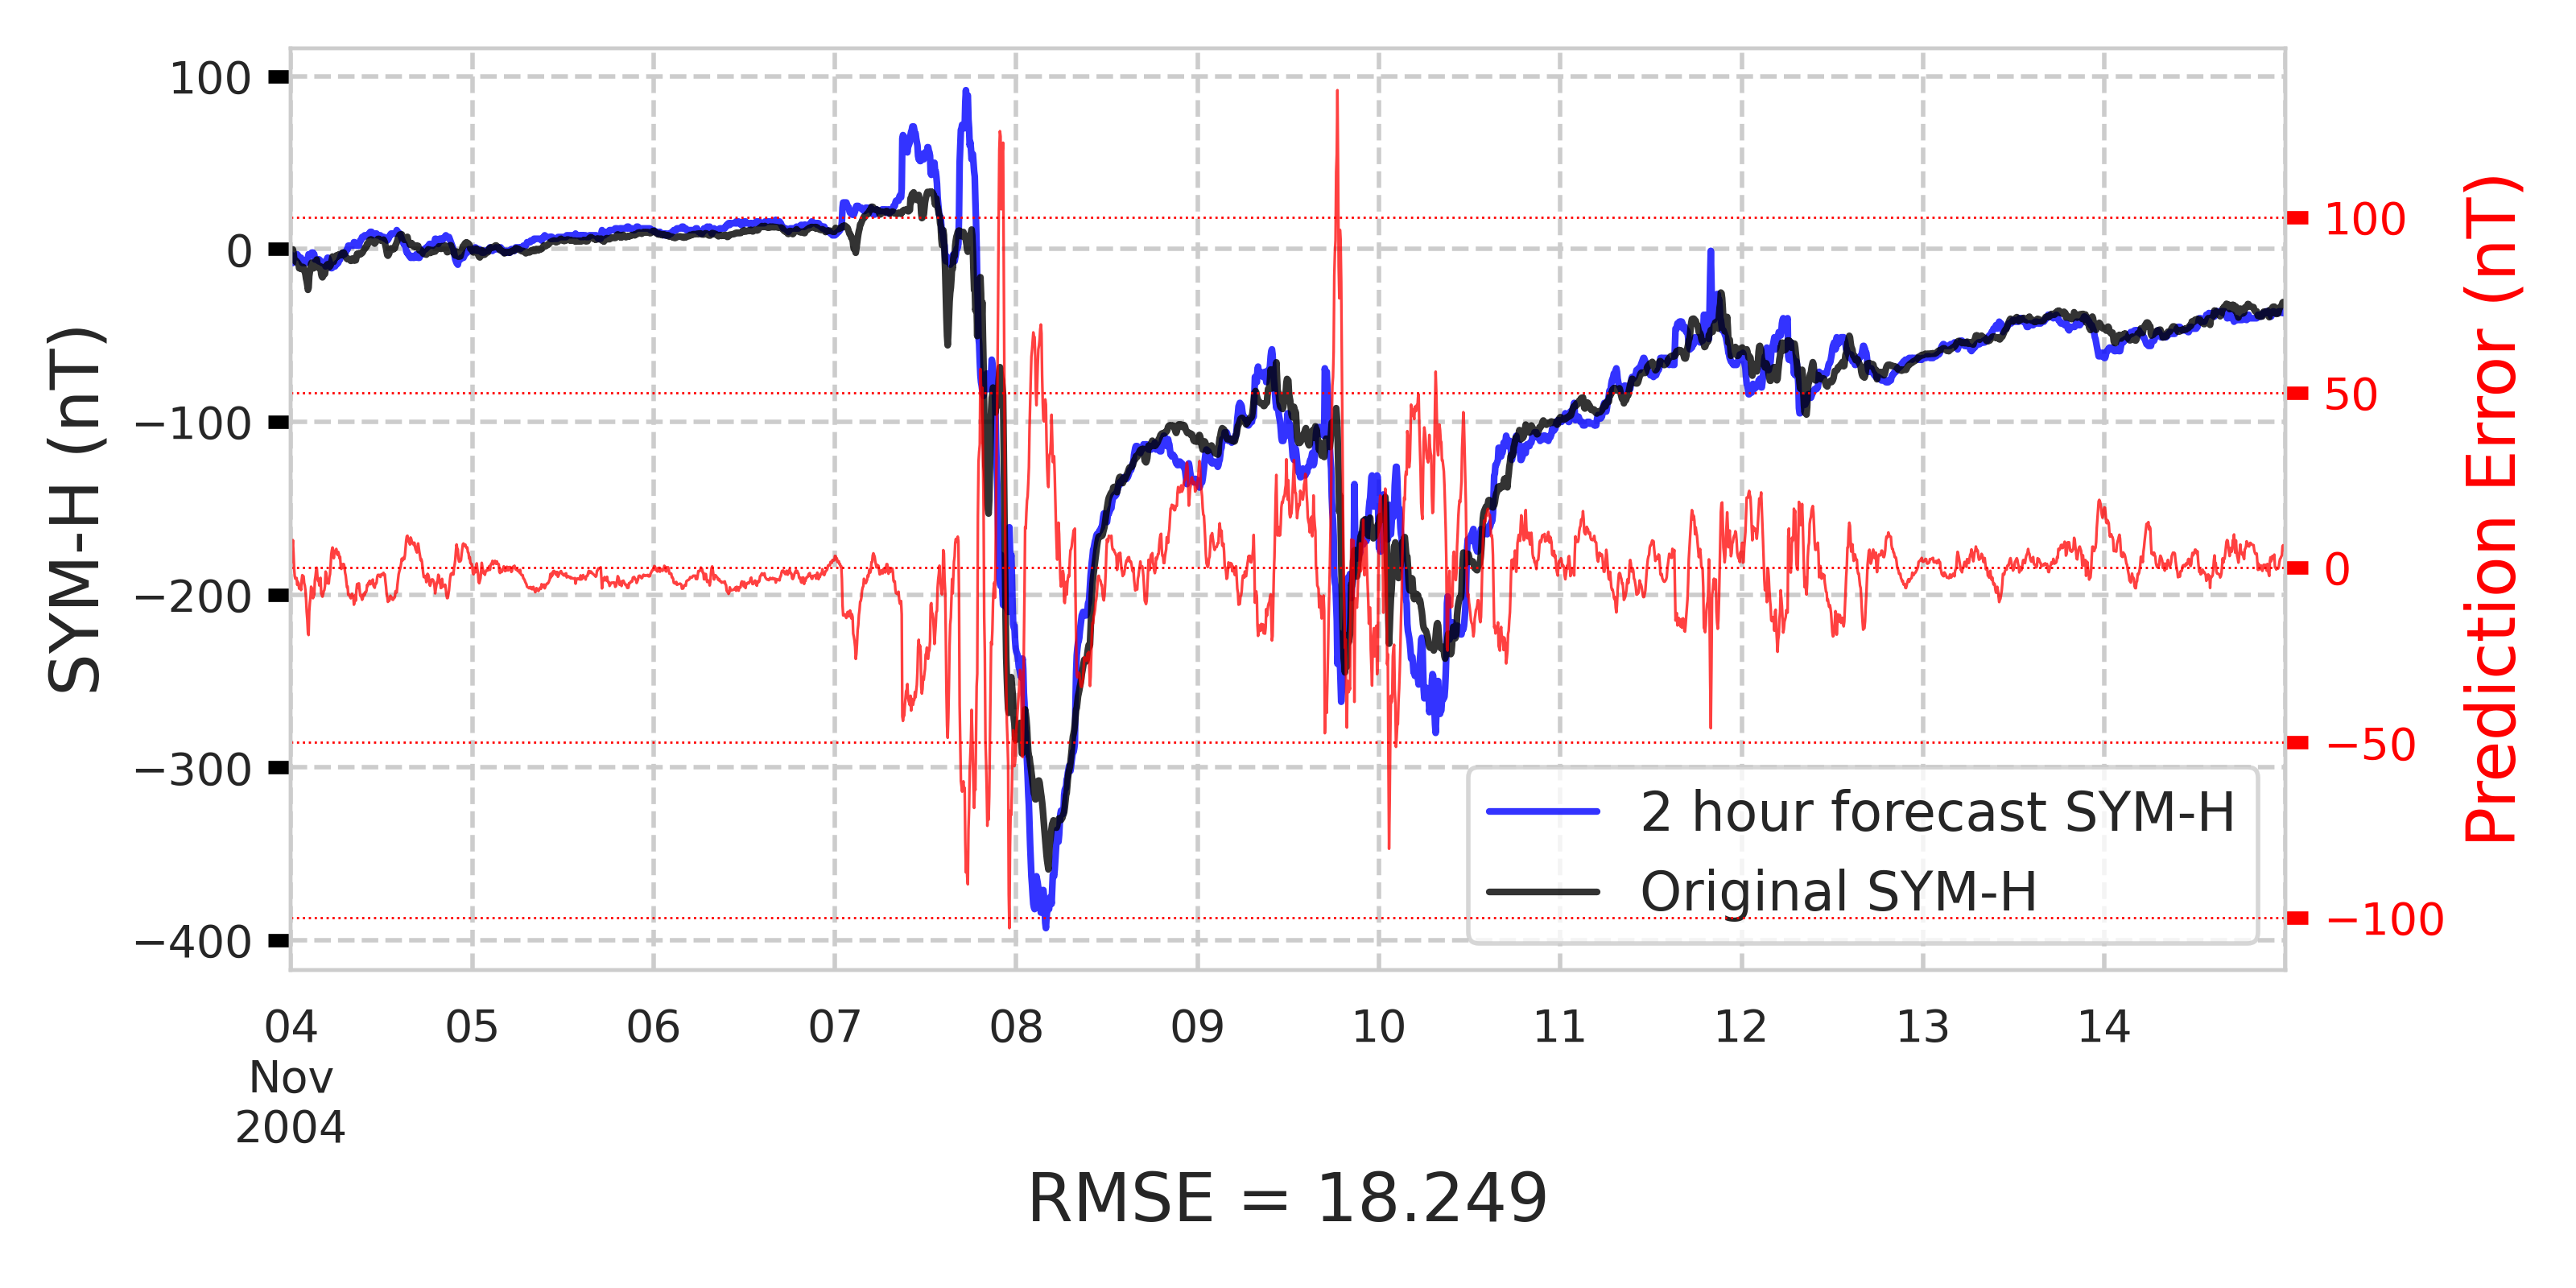 SYM-H (nT)
100
0
−100
−200
−300
−400
100
50
0
−50
−100
Prediction Error (nT)
2 hour forecast SYM-H
Original SYM-H
04 05 06 07 08 09 10 11 12 13 14
Nov
2004
RMSE = 18.249